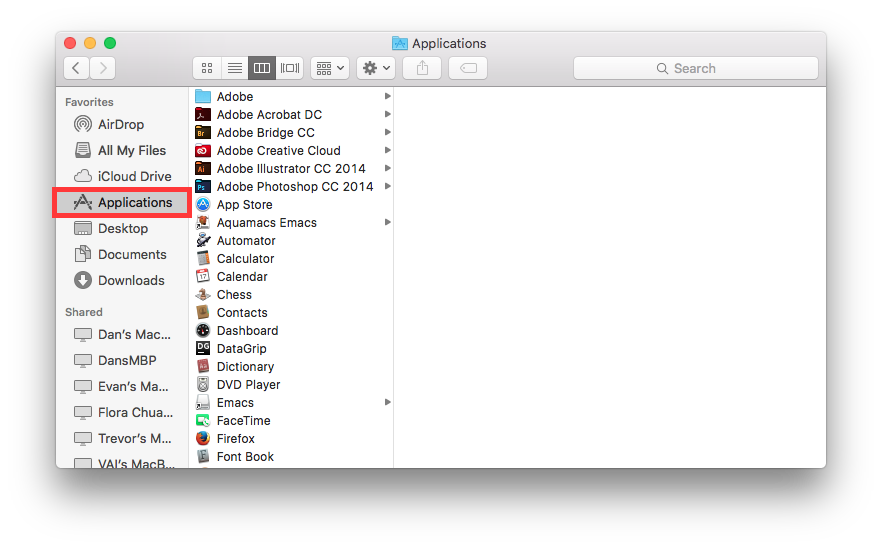 Applications
Search
Favorites
AirDrop
All My Files
iCloud Drive
Applications
Desktop
Documents
Downloads
Shared
Dan's Mac...
DansMBP
Evan's Ma...
Flora Chua...
Trevor's M...
VAI's MacB...
Adobe
Adobe Acrobat DC
Adobe Bridge CC
Adobe Creative Cloud
Adobe Illustrator CC 2014
Adobe Photoshop CC 2014
App Store
Aquamacs Emacs
Automator
Calculator
Calendar
Chess
Contacts
Dashboard
DataGrip
Dictionary
DVD Player
Emacs
FaceTime
Firefox
Font Book